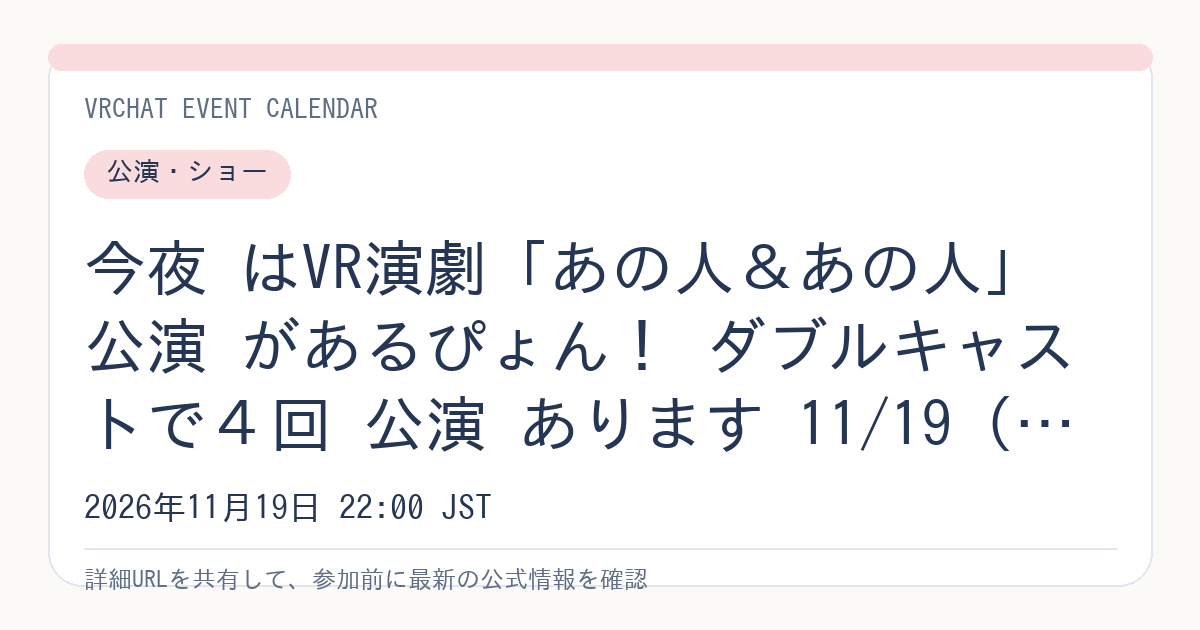 VRCHAT EVENT CALENDAR
公演・ショー
今夜 はVR演劇「あの人＆あの人」
公演 があるぴょん！ ダブルキャス
トで４回 公演 あります 11/19 (…
2026年11月19日 22:00 JST
詳細URLを共有して、参加前に最新の公式情報を確認